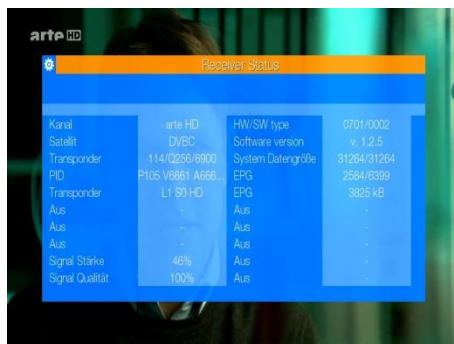 arte HD
Receiver Status
Kanal arte HD HW/SW type 0701/0002
Satellit DVBC Software version v. 1.2.5
Transponder 114/Q256/6900 System Datengröße 31264/31264
PID P105 V6661 A666... EPG 2584/6399
Transponder L1 S0 HD EPG 3825 kB
Aus - Aus -
Aus - Aus -
Aus - Aus -
Signal Stärke 46% Aus -
Signal Qualität 100% Aus -